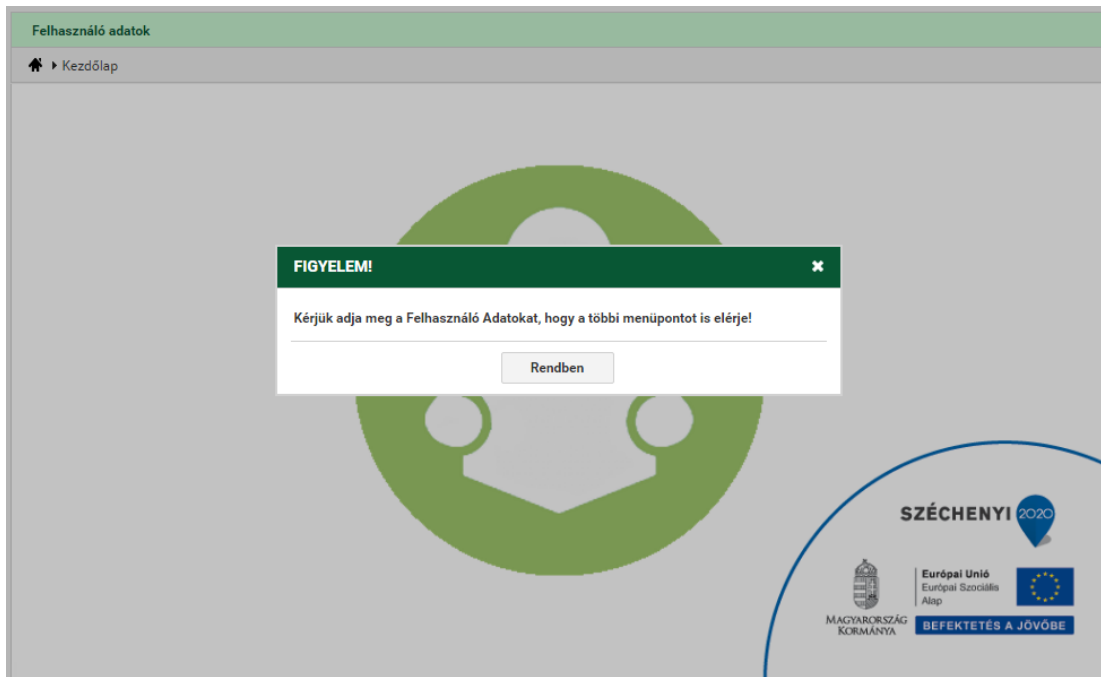 Felhasználó adatok
Kezdőlap
FIGYELEM!
Kérjük adja meg a Felhasználó Adatokat, hogy a többi menüpontot is elérje!
Rendben
SZÉCHENYI 2020
Európai Unió
Európai Szociális
Alap
MAGYARORSZÁG
KORMÁNYA
BEFEKTETÉS A JÖVŐBE